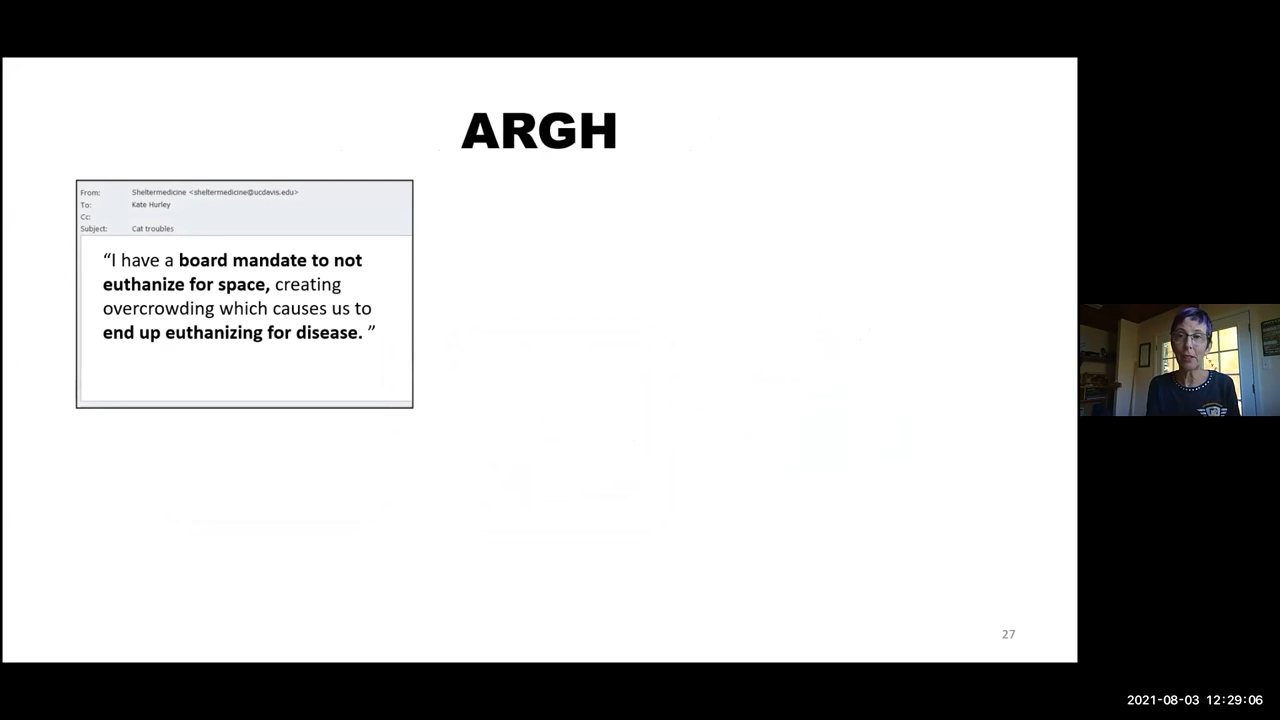 ARGH
From: Sheltermedicine <sheltermedicine@ucdavis.edu>
To: Kate Hurley
Cc:
Subject: Cat troubles
“I have a board mandate to not
euthanize for space, creating
overcrowding which causes us to
end up euthanizing for disease. ”
27
2021-08-03 12:29:06